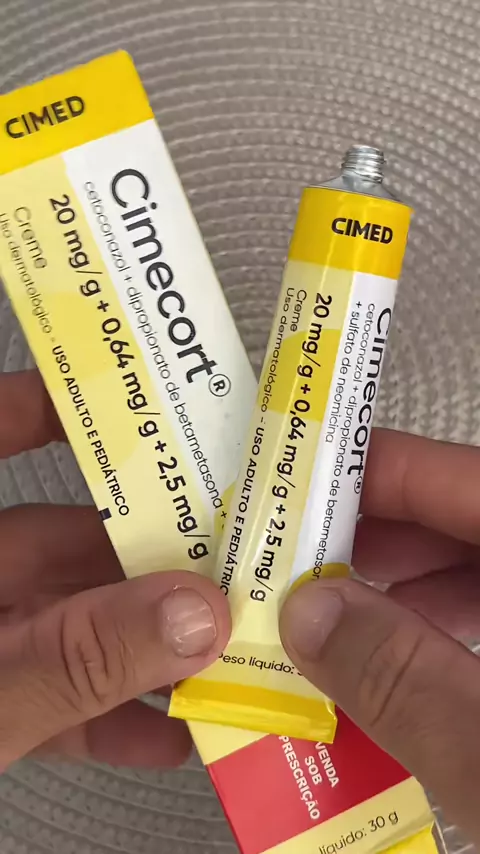 CIMED
Cimecort®
cetoconazol + dipropionato de betametasona +
20 mg/g + 0,64 mg/g + 2,5 mg/g
Creme
Uso dermatológico - USO ADULTO E PEDIÁTRICO
CIMED
Cimecort®
cetoconazol + dipropionato de betametason
+ sulfato de neomicina
20 mg/g + 0,64 mg/g + 2,5 mg/g
Creme
Uso dermatológico - USO ADULTO E PEDIÁTRIC
Peso líquido:
VENDA
SOB
PRESCRIÇÃO
líquido: 30 g